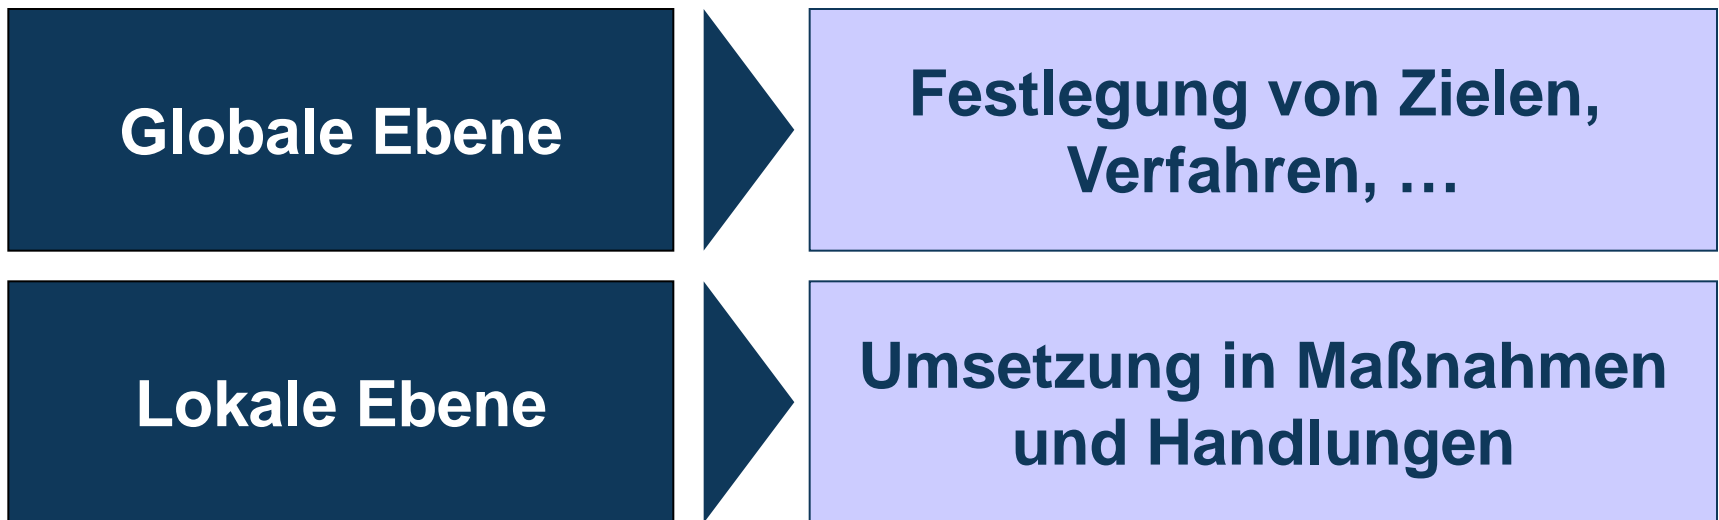 Globale Ebene
Festlegung von Zielen,
Verfahren, …
Lokale Ebene
Umsetzung in Maßnahmen
und Handlungen